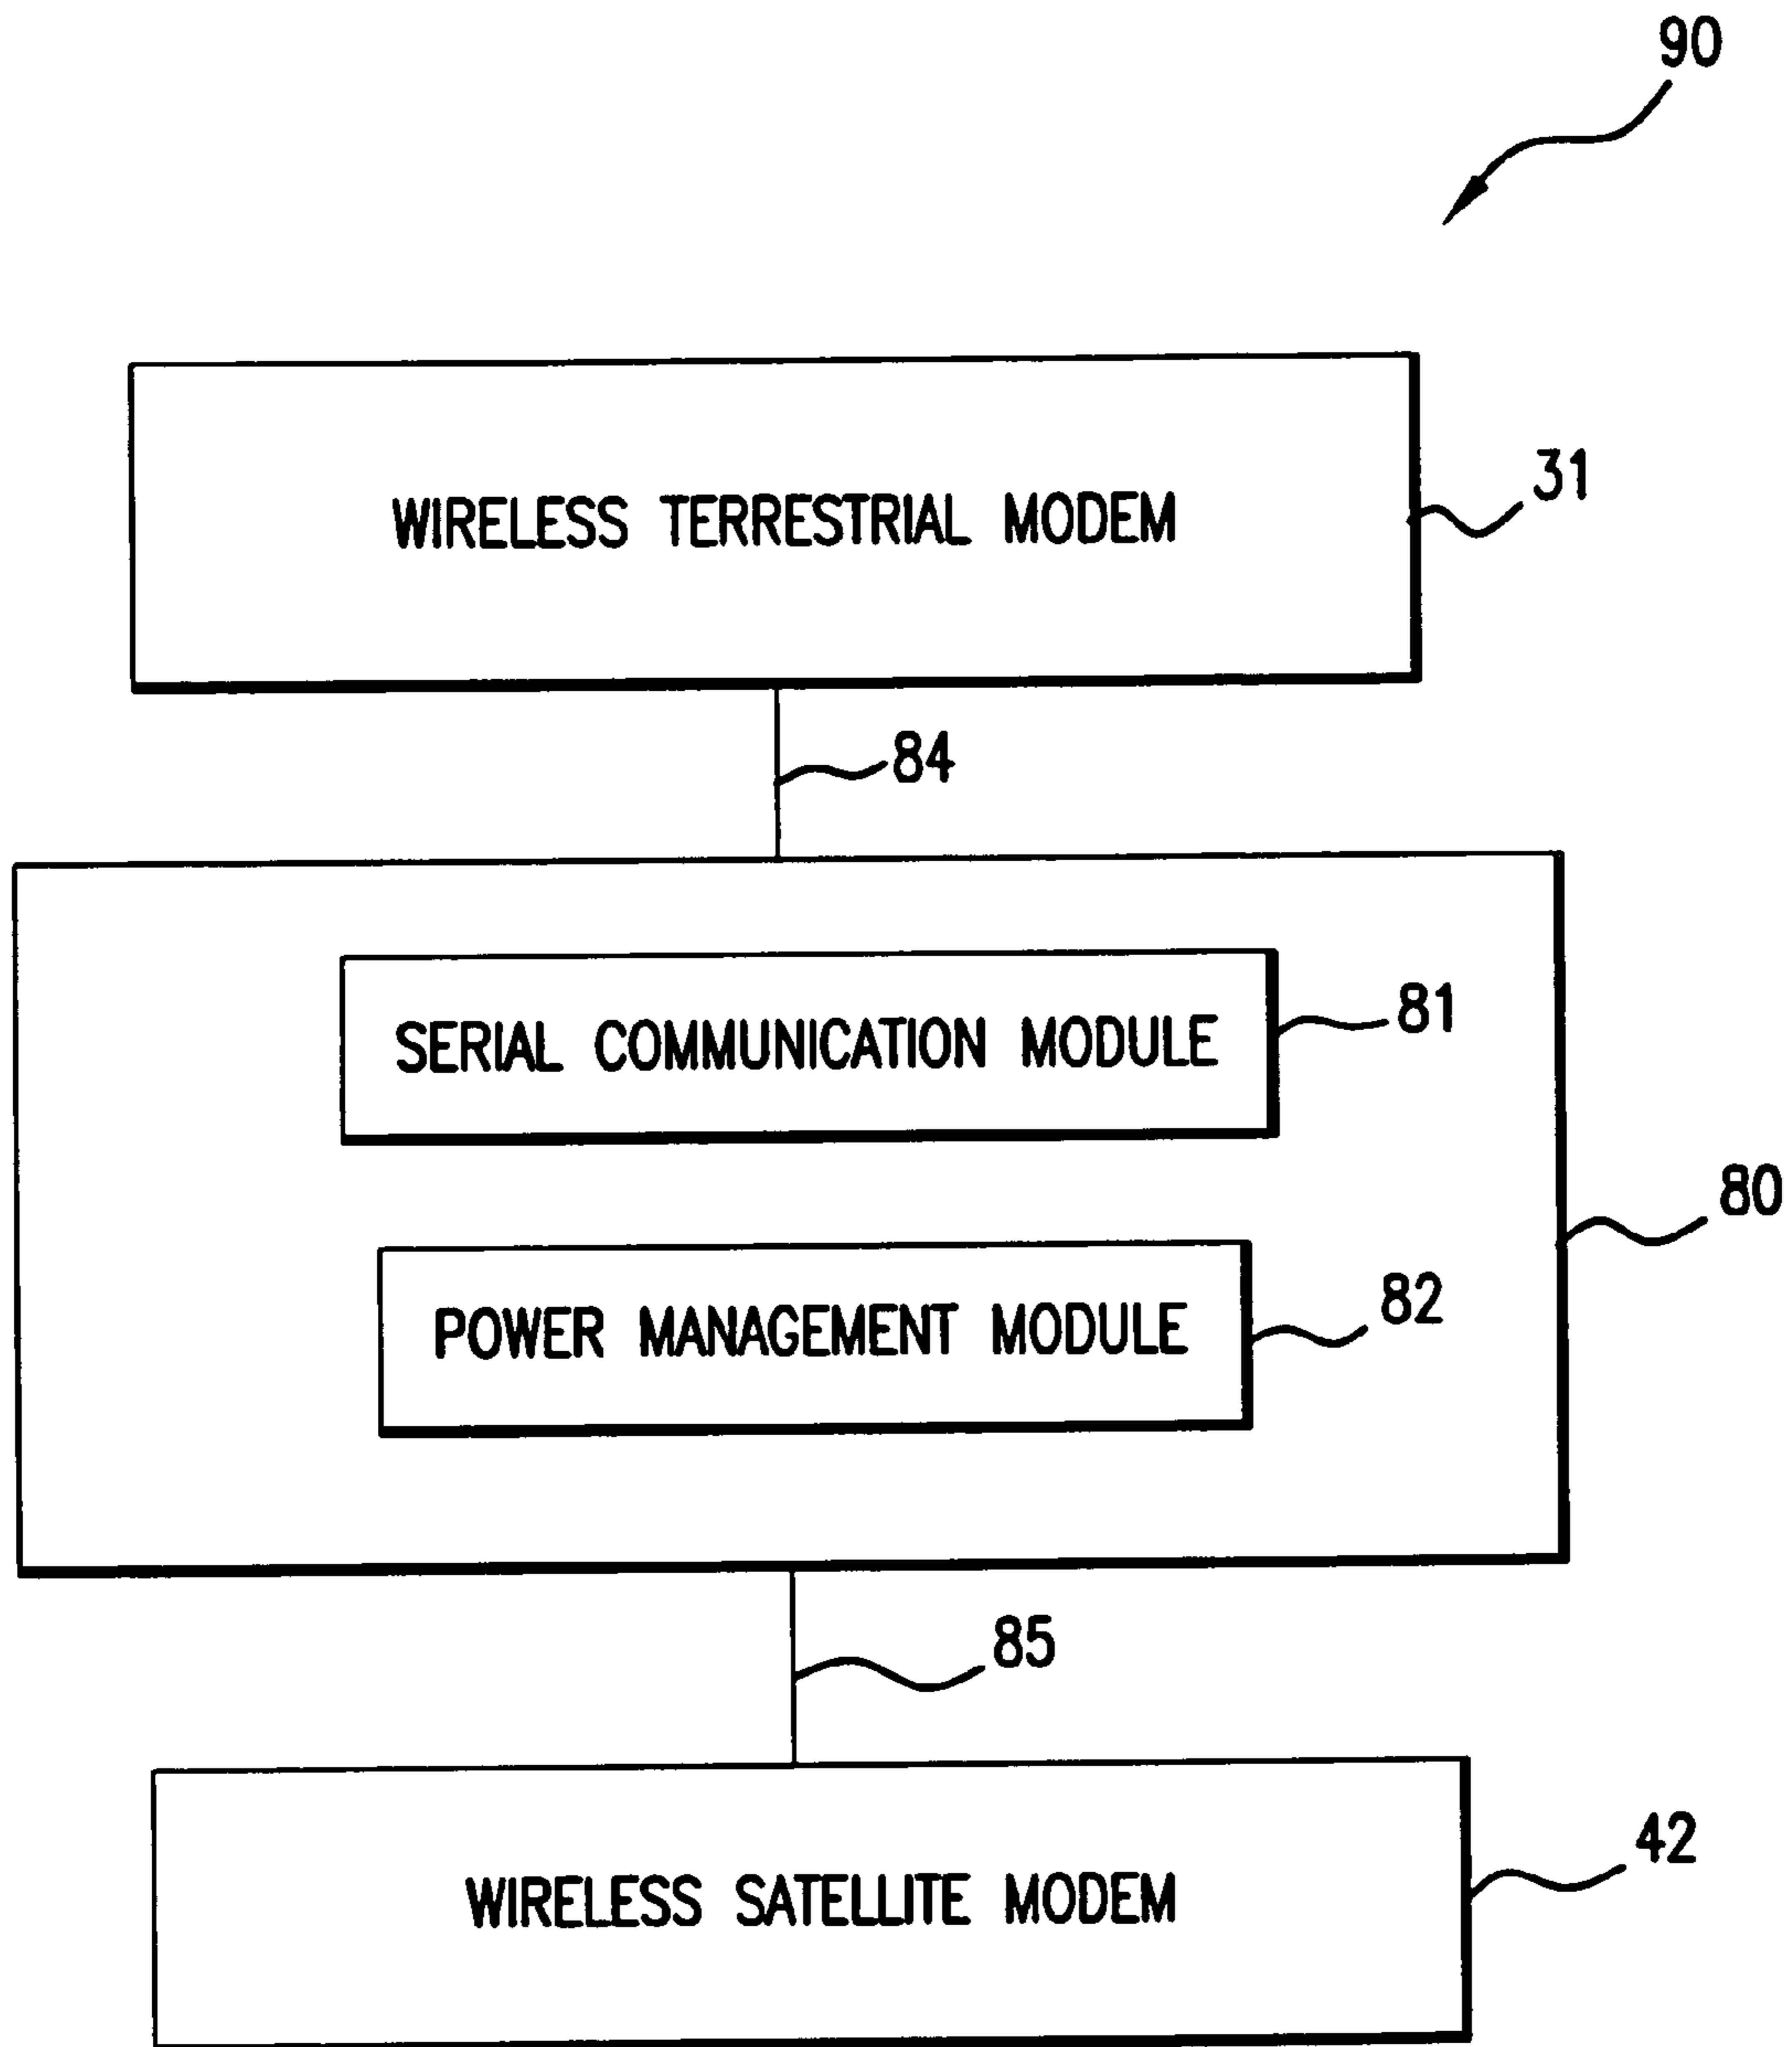 90
WIRELESS TERRESTRIAL MODEM
31
84
SERIAL COMMUNICATION MODULE
81
80
POWER MANAGEMENT MODULE
82
85
WIRELESS SATELLITE MODEM
42